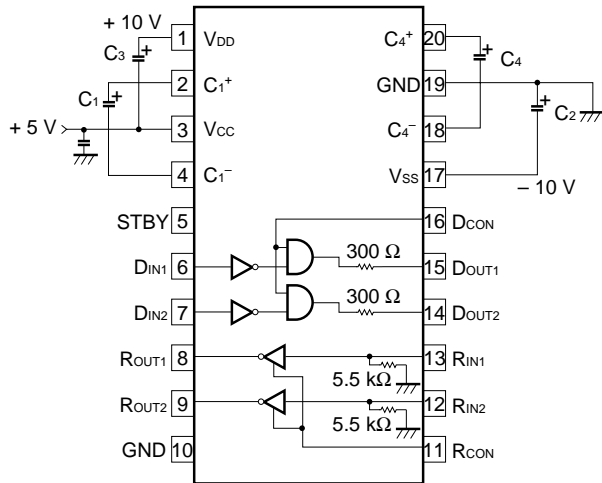 + 10 V
1 VDD C4+ 20
C3 +
+ C4
2 C1+ GND 19
C1 +
+ C2
+ 5 V
3 VCC C4− 18
4 C1− VSS 17
− 10 V
STBY 5 16 DCON
300 Ω
DIN1 6 15 DOUT1
300 Ω
DIN2 7 14 DOUT2
ROUT1 8 13 RIN1
5.5 kΩ
ROUT2 9 12 RIN2
5.5 kΩ
GND 10 11 RCON